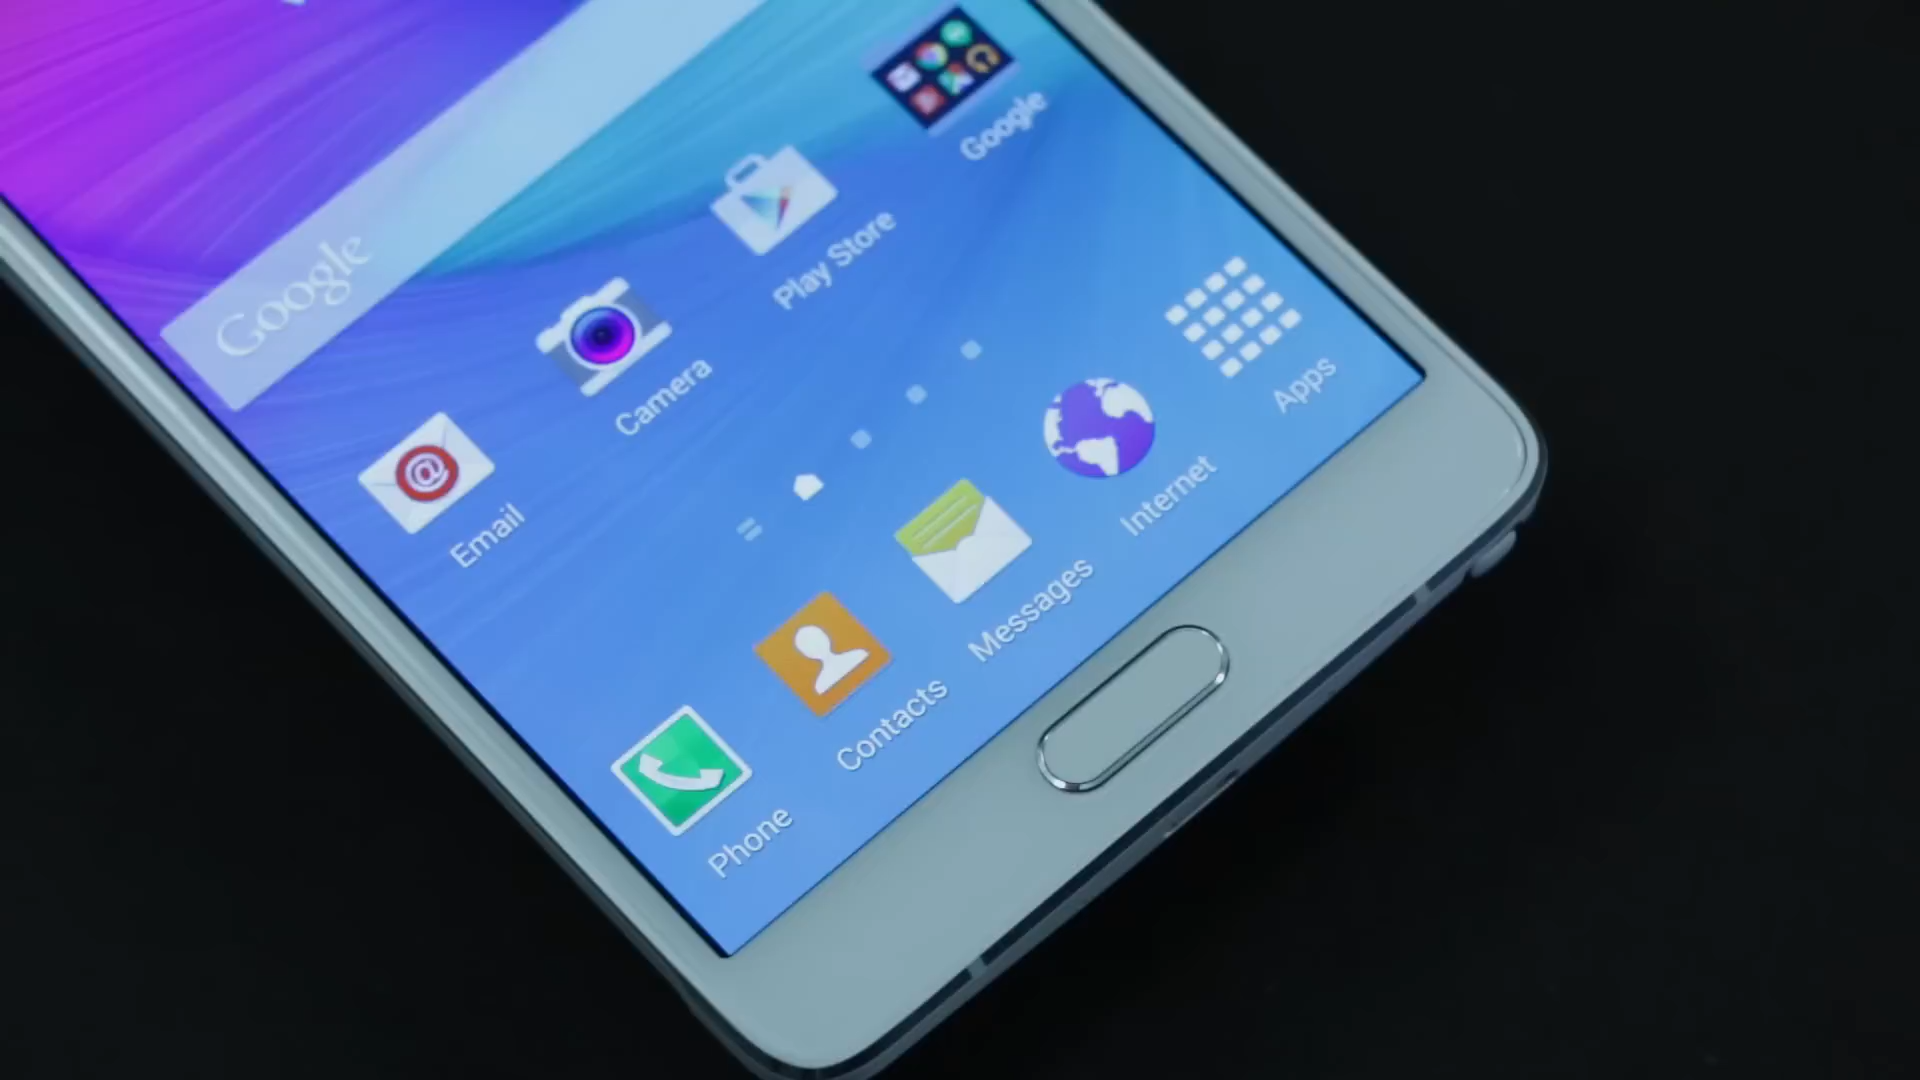 Google
Email
Camera
Play Store
Google
Phone
Contacts
Messages
Internet
Apps